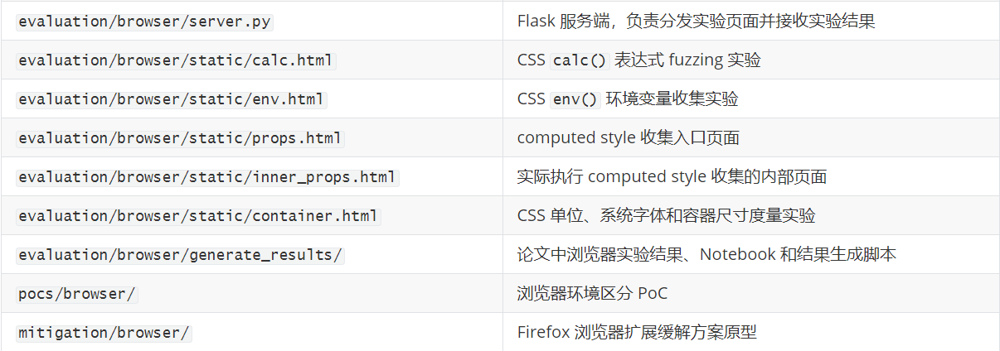 evaluation/browser/server.py Flask 服务端，负责分发实验页面并接收实验结果
evaluation/browser/static/calc.html CSS calc() 表达式 fuzzing 实验
evaluation/browser/static/env.html CSS env() 环境变量收集实验
evaluation/browser/static/props.html computed style 收集入口页面
evaluation/browser/static/inner_props.html 实际执行 computed style 收集的内部页面
evaluation/browser/static/container.html CSS 单位、系统字体和容器尺寸度量实验
evaluation/browser/generate_results/ 论文中浏览器实验结果、Notebook 和结果生成脚本
pocs/browser/ 浏览器环境区分 PoC
mitigation/browser/ Firefox 浏览器扩展缓解方案原型